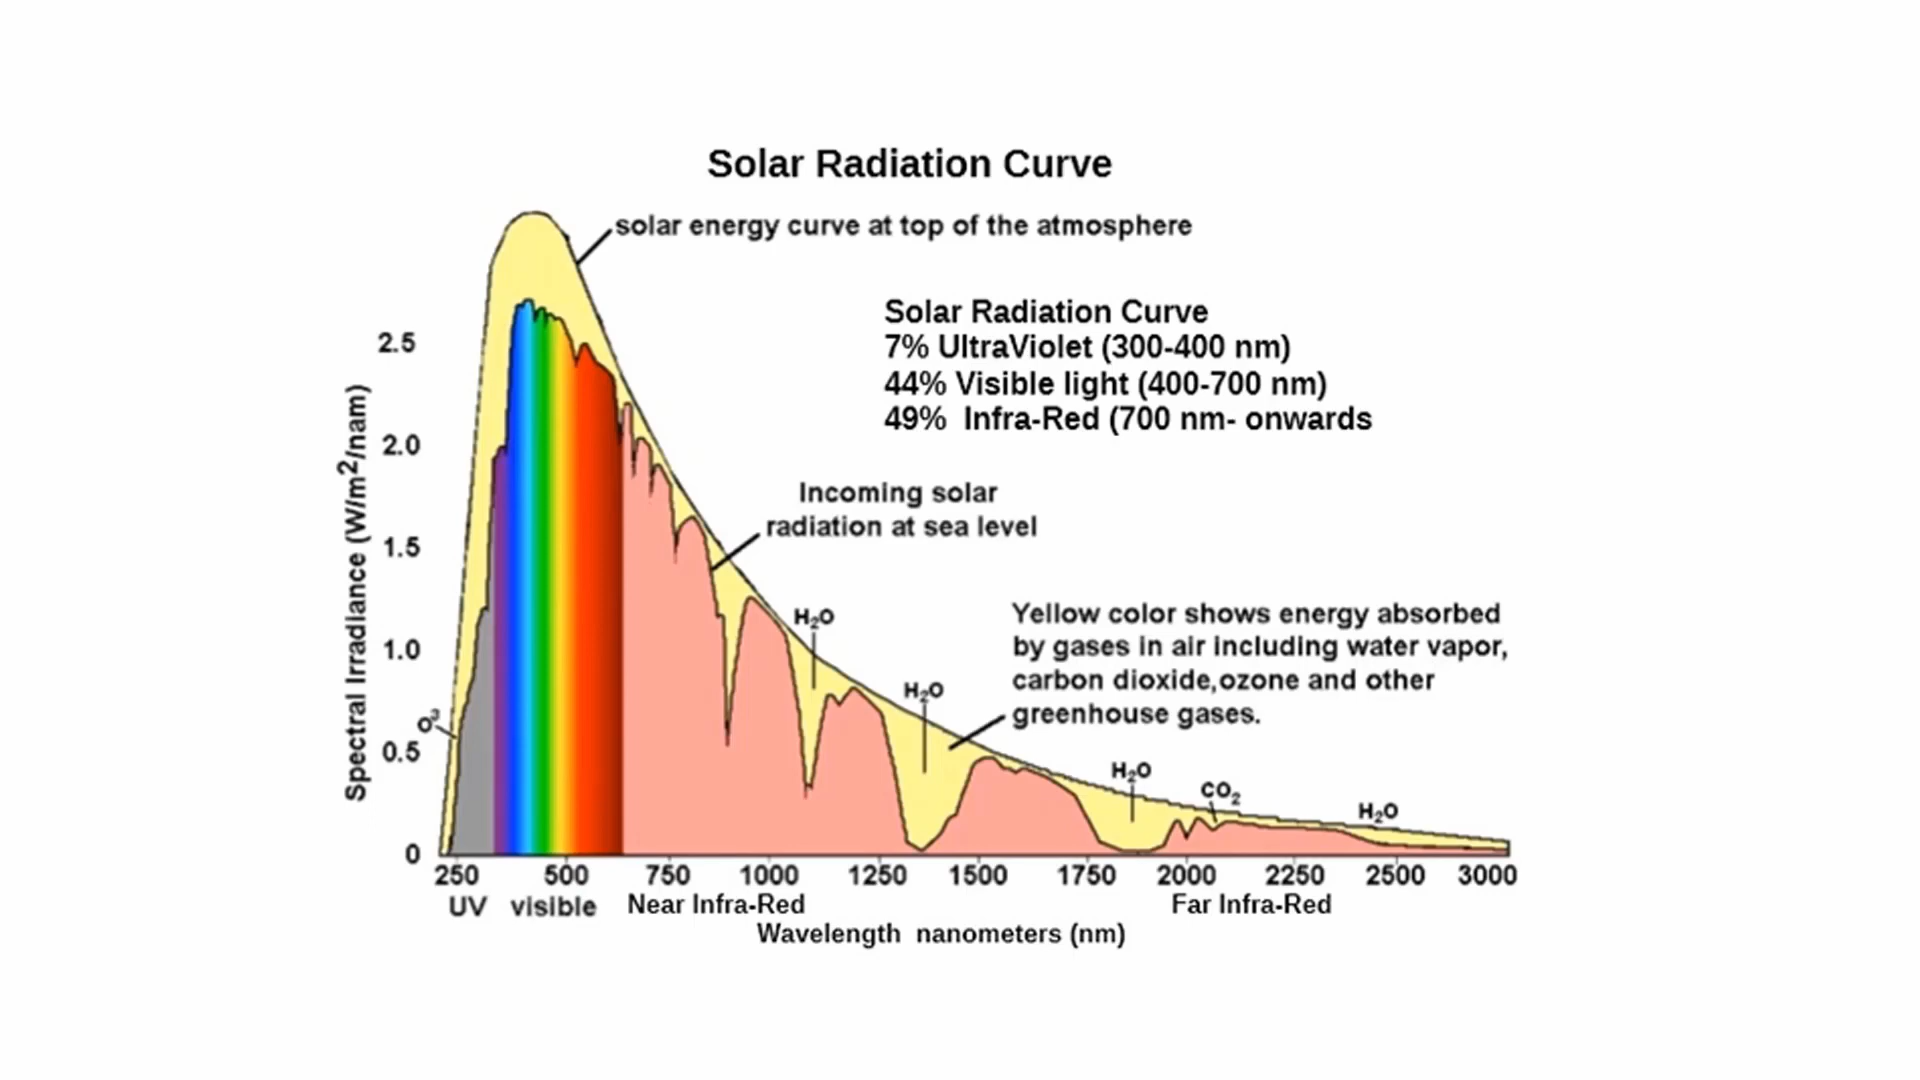 Solar Radiation Curve
solar energy curve at top of the atmosphere
Solar Radiation Curve
7% UltraViolet (300-400 nm)
44% Visible light (400-700 nm)
49% Infra-Red (700 nm- onwards
Incoming solar
radiation at sea level
Yellow color shows energy absorbed
by gases in air including water vapor,
carbon dioxide,ozone and other
greenhouse gases.
Spectral Irradiance (W/m²/nam)
2.5
2.0
1.5
1.0
0.5
0
O³
H₂O
H₂O
H₂O
CO₂
H₂O
250 500 750 1000 1250 1500 1750 2000 2250 2500 3000
UV visible Near Infra-Red Far Infra-Red
Wavelength nanometers (nm)